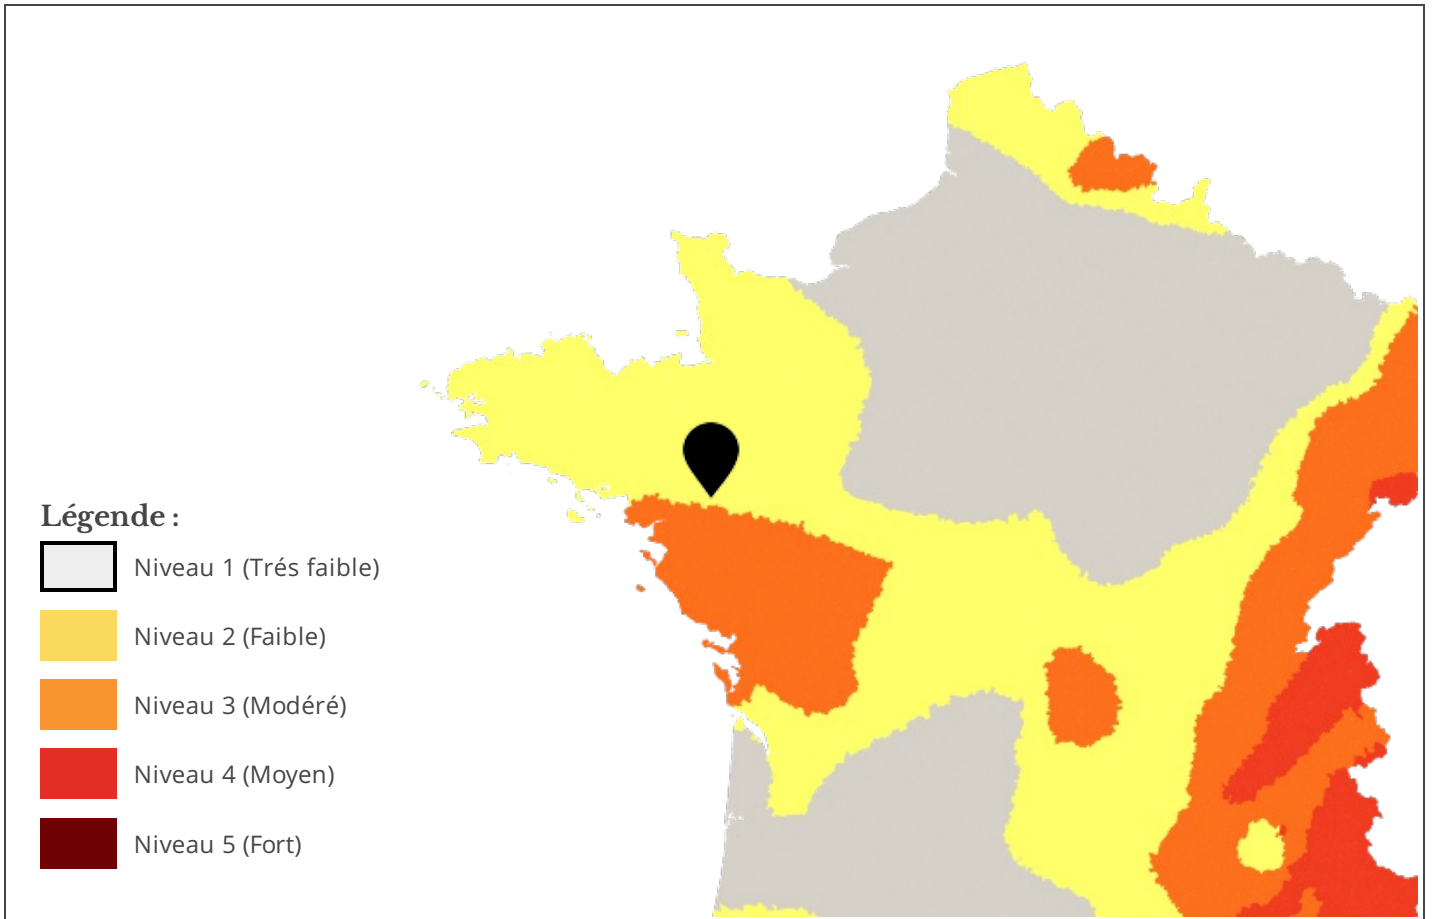 Légende :
Niveau 1 (Trés faible)
Niveau 2 (Faible)
Niveau 3 (Modéré)
Niveau 4 (Moyen)
Niveau 5 (Fort)